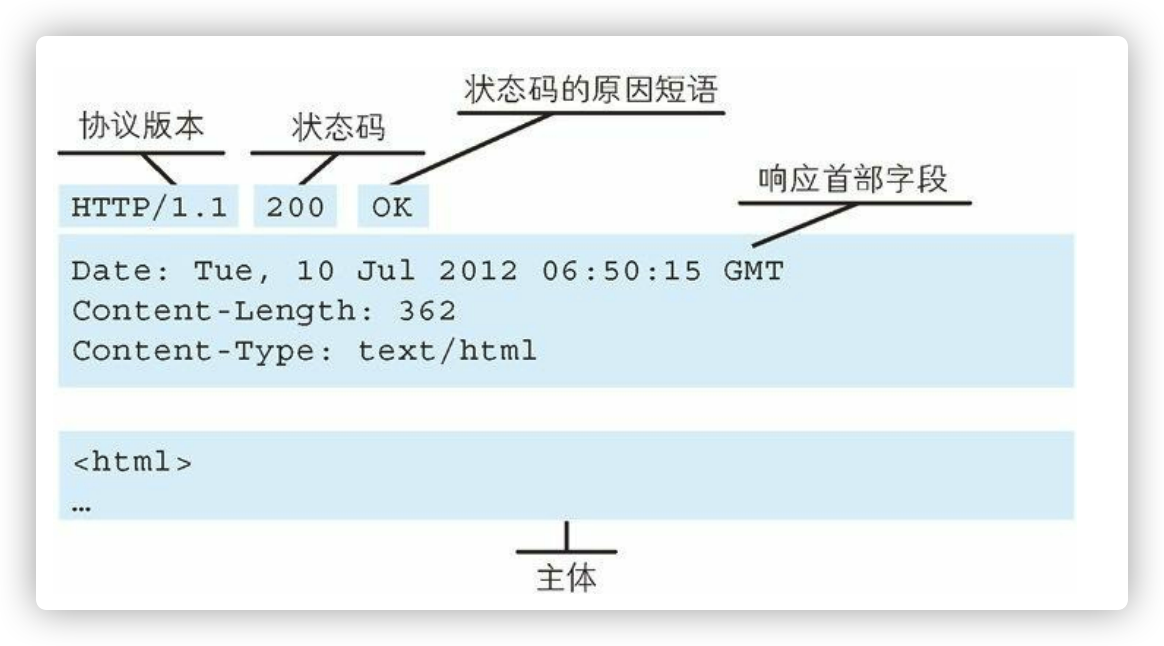 状态码的原因短语
协议版本 状态码
响应首部字段
HTTP/1.1 200 OK
Date: Tue, 10 Jul 2012 06:50:15 GMT
Content-Length: 362
Content-Type: text/html
<html>
…
主体